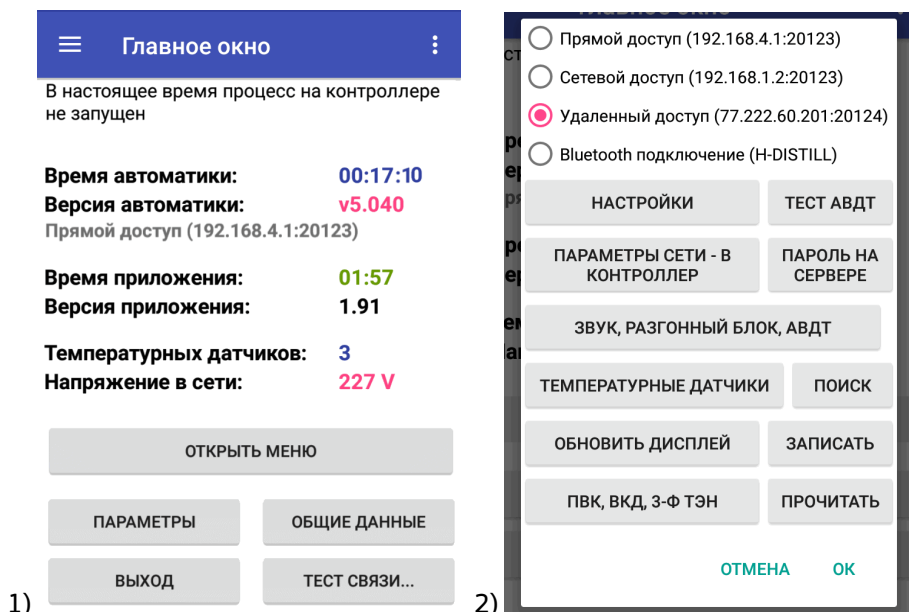 Главное окно
В настоящее время процесс на контроллере
не запущен
Время автоматики: 00:17:10
Версия автоматики: v5.040
Прямой доступ (192.168.4.1:20123)
Время приложения: 01:57
Версия приложения: 1.91
Температурных датчиков: 3
Напряжение в сети: 227 V
ОТКРЫТЬ МЕНЮ
ПАРАМЕТРЫ ОБЩИЕ ДАННЫЕ
ВЫХОД ТЕСТ СВЯЗИ...
1)
Прямой доступ (192.168.4.1:20123)
Сетевой доступ (192.168.1.2:20123)
Удаленный доступ (77.222.60.201:20124)
Bluetooth подключение (H-DISTILL)
НАСТРОЙКИ ТЕСТ АВДТ
ПАРАМЕТРЫ СЕТИ - В
КОНТРОЛЛЕР
ПАРОЛЬ НА
СЕРВЕРЕ
ЗВУК, РАЗГОННЫЙ БЛОК, АВДТ
ТЕМПЕРАТУРНЫЕ ДАТЧИКИ ПОИСК
ОБНОВИТЬ ДИСПЛЕЙ ЗАПИСАТЬ
ПВК, ВКД, 3-Ф ТЭН ПРОЧИТАТЬ
ОТМЕНА ОК
2)